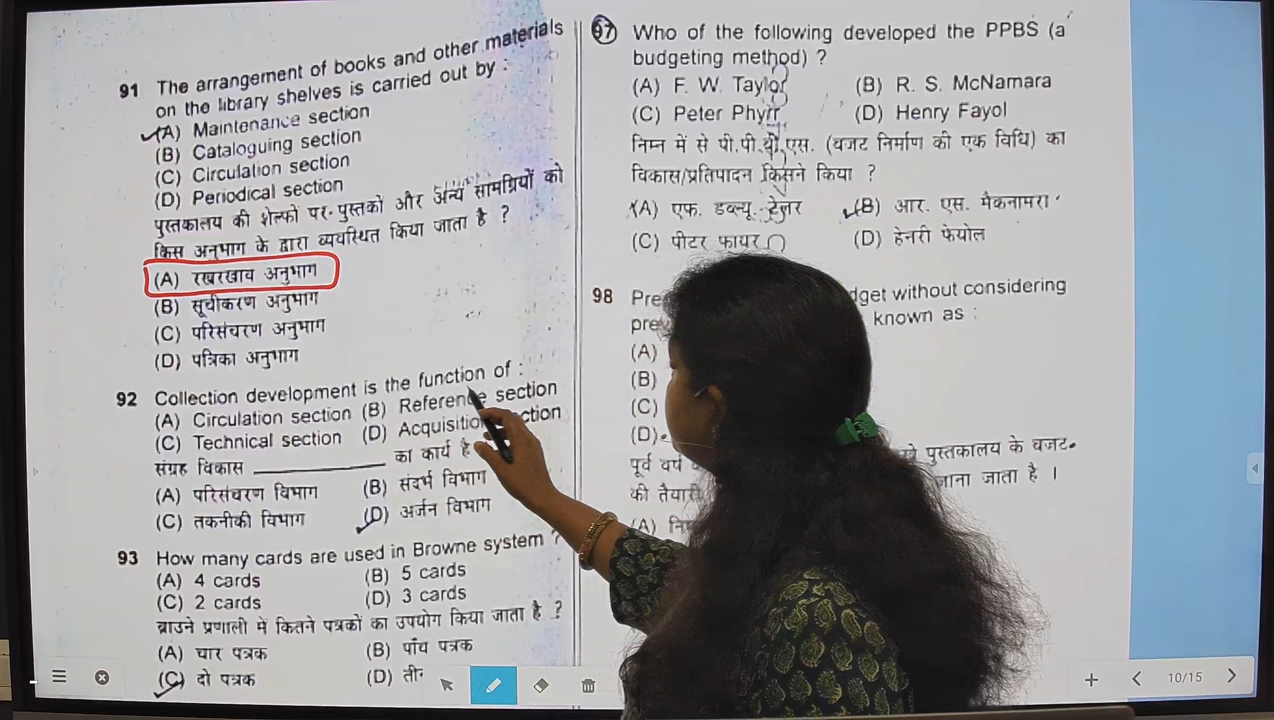 91 The arrangement of books and other materials
on the library shelves is carried out by :
(A) Maintenance section
(B) Cataloguing section
(C) Circulation section
(D) Periodical section
पुस्तकालय की शेल्फों पर पुस्तको और अन्य सामग्रियों को
किस अनुभाग के द्वारा व्यवस्थित किया जाता है ?
(A) रखरखाव अनुभाग
(B) सूचीकरण अनुभाग
(C) परिसंचरण अनुभाग
(D) पत्रिका अनुभाग
92 Collection development is the function of :
(A) Circulation section (B) Reference section
(C) Technical section (D) Acquisition section
संग्रह विकास ____________ का कार्य है
(A) परिसंचरण विभाग (B) संदर्भ विभाग
(C) तकनीकी विभाग (D) अर्जन विभाग
93 How many cards are used in Browne system ?
(A) 4 cards (B) 5 cards
(C) 2 cards (D) 3 cards
ब्राउने प्रणाली में कितने पत्रकों का उपयोग किया जाता है ?
(A) चार पत्रक (B) पाँच पत्रक
(C) दो पत्रक (D)
97 Who of the following developed the PPBS (a
budgeting method) ?
(A) F. W. Taylor (B) R. S. McNamara
(C) Peter Phyrr (D) Henry Fayol
निम्न में से पी.पी.बी.एस. (बजट निर्माण की एक विधि) का
विकास/प्रतिपादन किसने किया ?
(A) एफ. डब्ल्यू. टेलर (B) आर. एस. मैकनामरा
(C) पीटर फायर (D) हेनरी फेयोल
98 without considering
known as :
(A)
(B)
(C)
(D)
पूर्व वर्ष पुस्तकालय के बजट
की तैयारी जाना जाता है ।
(A)
10/15